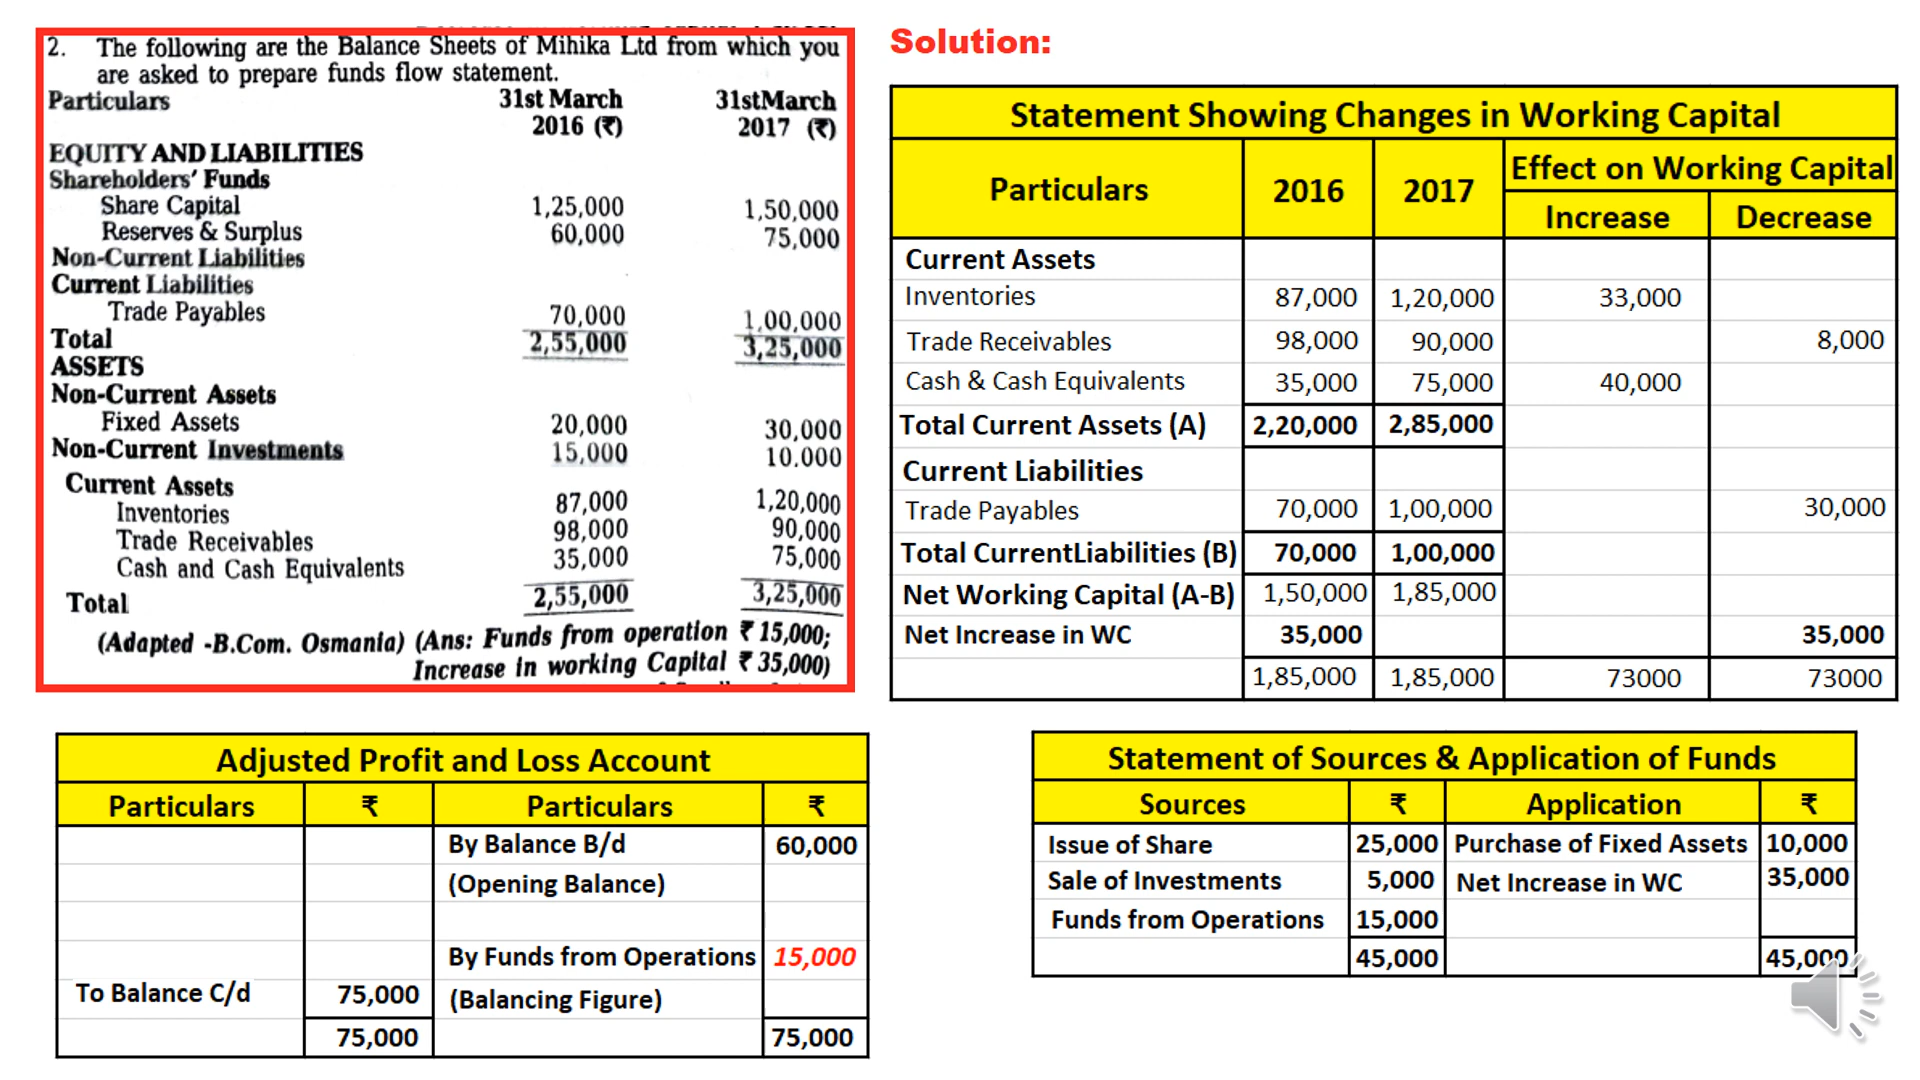 2. The following are the Balance Sheets of Mihika Ltd from which you
are asked to prepare funds flow statement.
Particulars 31st March 31stMarch
2016 (₹) 2017 (₹)
EQUITY AND LIABILITIES
Shareholders' Funds
Share Capital 1,25,000 1,50,000
Reserves & Surplus 60,000 75,000
Non-Current Liabilities
Current Liabilities
Trade Payables 70,000 1,00,000
Total 2,55,000 3,25,000
ASSETS
Non-Current Assets
Fixed Assets 20,000 30,000
Non-Current Investments 15,000 10.000
Current Assets
Inventories 87,000 1,20,000
Trade Receivables 98,000 90,000
Cash and Cash Equivalents 35,000 75,000
Total 2,55,000 3,25,000
(Adapted -B.Com. Osmania) (Ans: Funds from operation ₹ 15,000;
Increase in working Capital ₹ 35,000)
Solution:
Statement Showing Changes in Working Capital
Particulars 2016 2017 Effect on Working Capital
Increase Decrease
Current Assets
Inventories 87,000 1,20,000 33,000
Trade Receivables 98,000 90,000 8,000
Cash & Cash Equivalents 35,000 75,000 40,000
Total Current Assets (A) 2,20,000 2,85,000
Current Liabilities
Trade Payables 70,000 1,00,000 30,000
Total CurrentLiabilities (B) 70,000 1,00,000
Net Working Capital (A-B) 1,50,000 1,85,000
Net Increase in WC 35,000 35,000
1,85,000 1,85,000 73000 73000
Adjusted Profit and Loss Account
Particulars ₹ Particulars ₹
By Balance B/d 60,000
(Opening Balance)
By Funds from Operations 15,000
To Balance C/d 75,000 (Balancing Figure)
75,000 75,000
Statement of Sources & Application of Funds
Sources ₹ Application ₹
Issue of Share 25,000 Purchase of Fixed Assets 10,000
Sale of Investments 5,000 Net Increase in WC 35,000
Funds from Operations 15,000
45,000 45,000